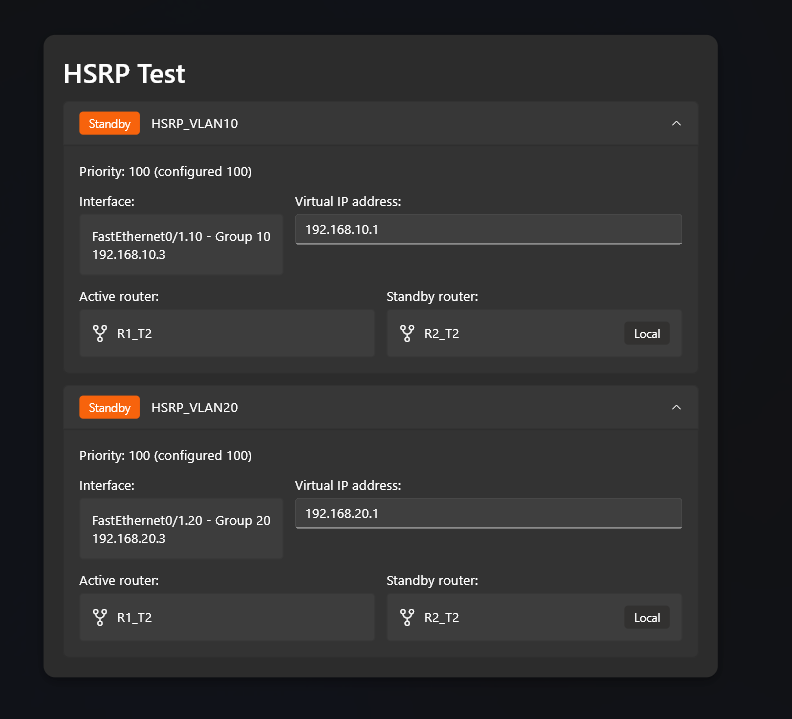 HSRP Test
Standby HSRP_VLAN10
Priority: 100 (configured 100)
Interface: Virtual IP address:
FastEthernet0/1.10 - Group 10
192.168.10.3
192.168.10.1
Active router: Standby router:
R1_T2 R2_T2 Local
Standby HSRP_VLAN20
Priority: 100 (configured 100)
Interface: Virtual IP address:
FastEthernet0/1.20 - Group 20
192.168.20.3
192.168.20.1
Active router: Standby router:
R1_T2 R2_T2 Local